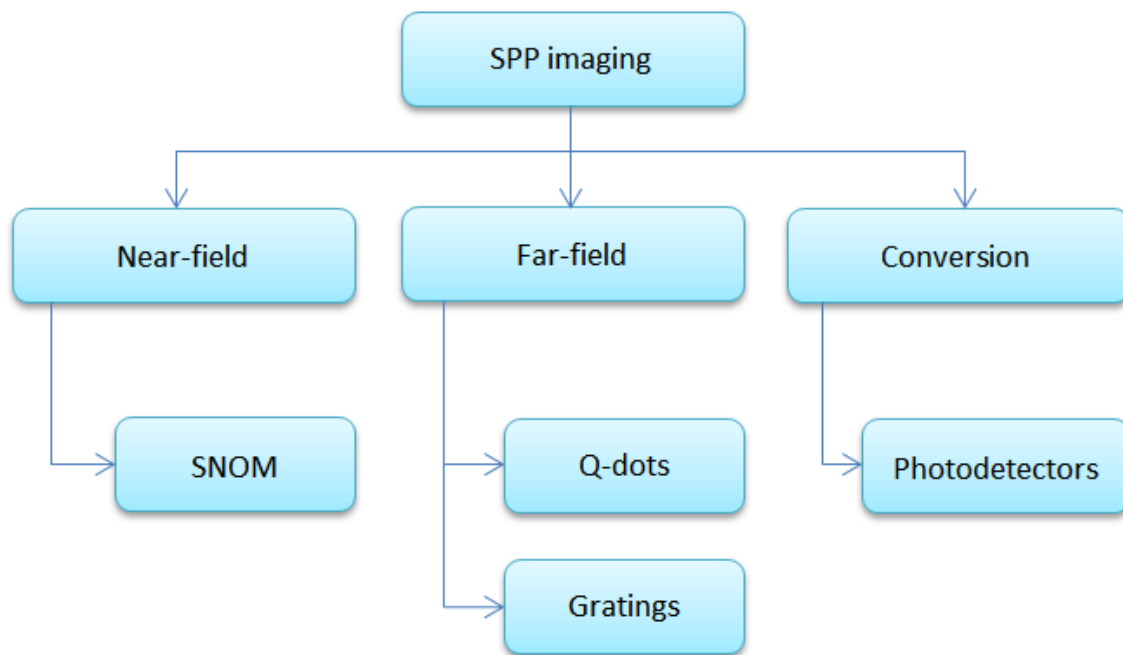 SPP imaging
Near-field
Far-field
Conversion
SNOM
Q-dots
Photodetectors
Gratings